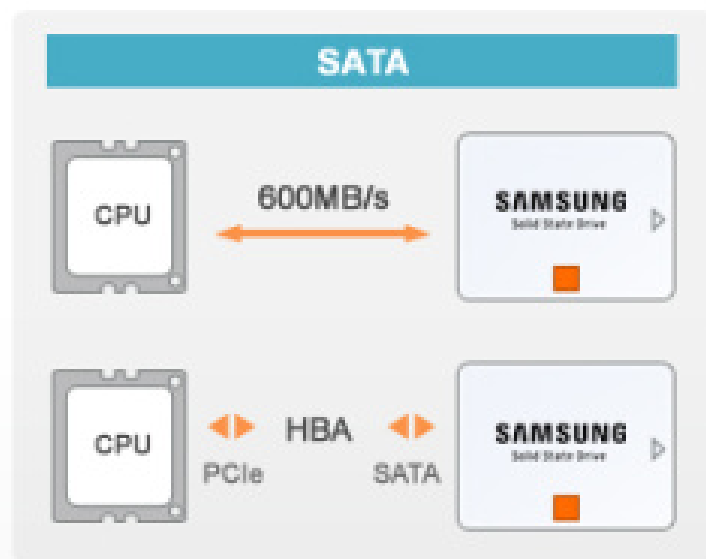 SATA
CPU
600MB/s
SAMSUNG
Solid State Drive
CPU
HBA
PCIe
SATA
SAMSUNG
Solid State Drive